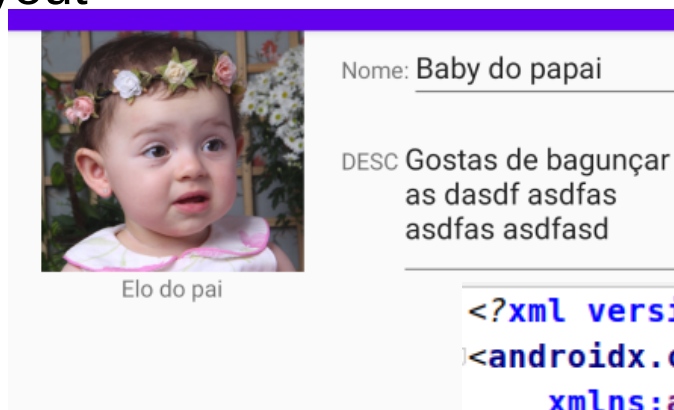 Nome: Baby do papai
DESC Gostas de bagunçar
as dasdf asdfas
asdfas asdfasd
Elo do pai
<?xml versi
<androidx.c
xmlns:a